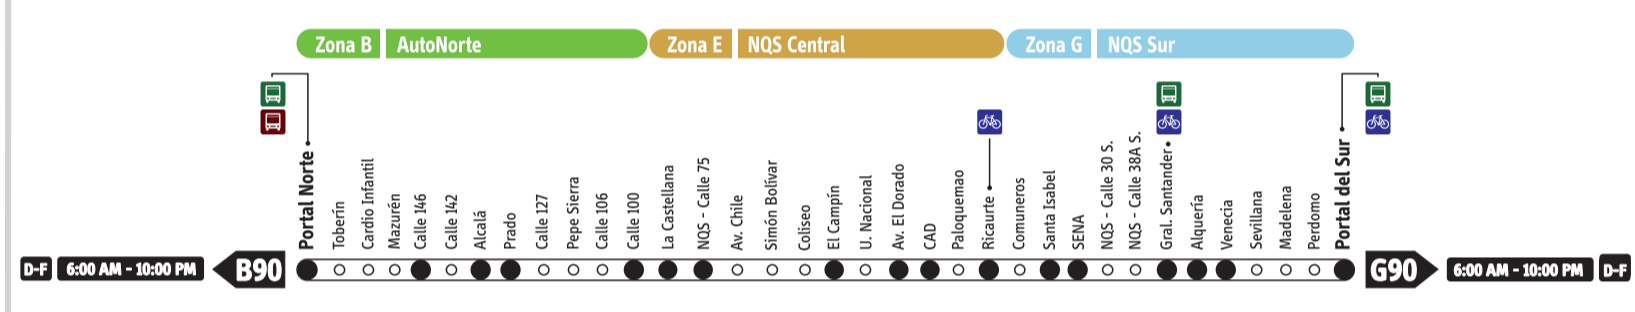 Zona B AutoNorte
Zona E NQS Central
Zona G NQS Sur
Portal Norte
Toberín
Cardio Infantil
Mazurén
Calle 146
Calle 142
Alcalá
Prado
Calle 127
Pepe Sierra
Calle 106
Calle 100
La Castellana
NQS - Calle 75
Av. Chile
Simón Bolívar
Coliseo
El Campín
U. Nacional
Av. El Dorado
CAD
Paloquemao
Ricaurte
Comuneros
Santa Isabel
SENA
NQS - Calle 30 S.
NQS - Calle 38A S.
Gral. Santander
Alquería
Venecia
Sevillana
Madelena
Perdomo
Portal del Sur
D-F 6:00 AM - 10:00 PM B90
G90 6:00 AM - 10:00 PM D-F